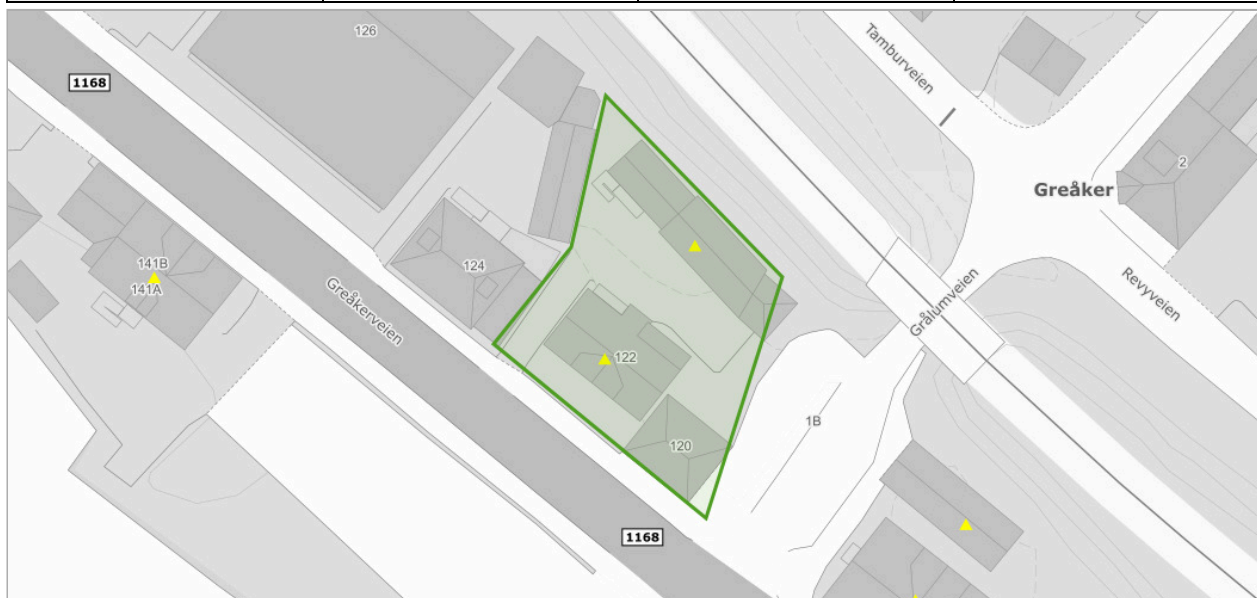 126
1168
Tamburveien
2
Greåker
141B
141A
124
Greåkerveien
Grålumveien
Revyveien
122
120
1B
1168